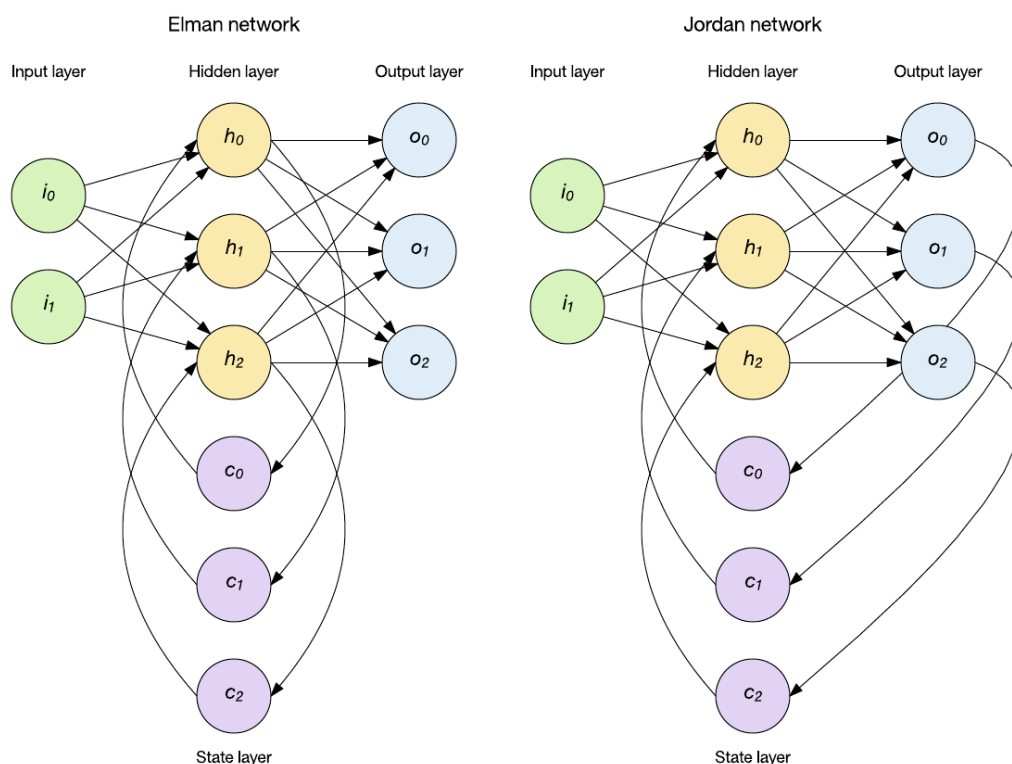 Elman network
Input layer Hidden layer Output layer
h₀ o₀
i₀
h₁ o₁
i₁
h₂ o₂
c₀
c₁
c₂
State layer
Jordan network
Input layer Hidden layer Output layer
h₀ o₀
i₀
h₁ o₁
i₁
h₂ o₂
c₀
c₁
c₂
State layer